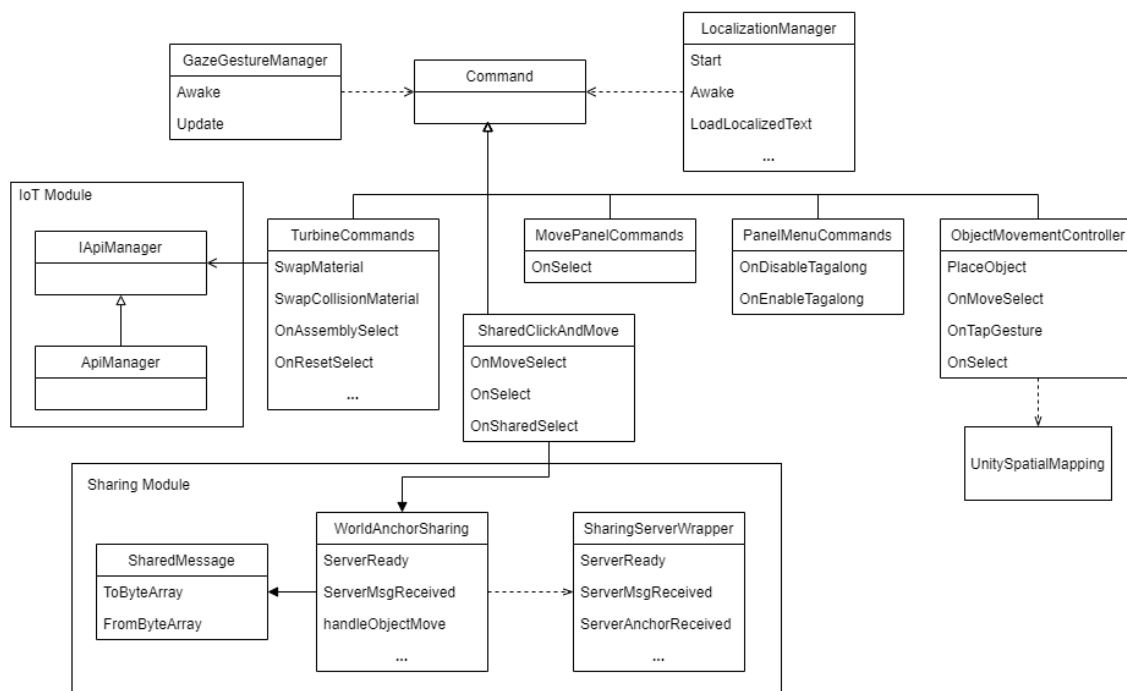 LocalizationManager
Start
Awake
LoadLocalizedText
...
GazeGestureManager
Awake
Update
Command
IoT Module
IApiManager
ApiManager
TurbineCommands
SwapMaterial
SwapCollisionMaterial
OnAssemblySelect
OnResetSelect
...
MovePanelCommands
OnSelect
PanelMenuCommands
OnDisableTagalong
OnEnableTagalong
ObjectMovementController
PlaceObject
OnMoveSelect
OnTapGesture
OnSelect
SharedClickAndMove
OnMoveSelect
OnSelect
OnSharedSelect
UnitySpatialMapping
Sharing Module
SharedMessage
ToByteArray
FromByteArray
WorldAnchorSharing
ServerReady
ServerMsgReceived
handleObjectMove
...
SharingServerWrapper
ServerReady
ServerMsgReceived
ServerAnchorReceived
...